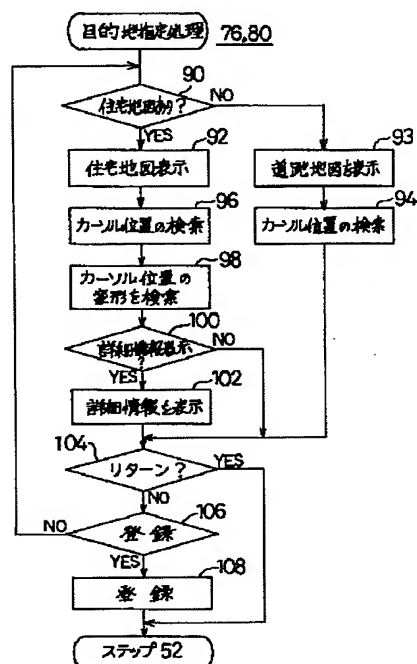 目的地指定処理 76,80
90
住宅地図あり?
NO
YES
92
93
住宅地図表示
道路地図を表示
96
94
カーソル位置の検索
カーソル位置の検索
98
カーソル位置の
家形を検索
100
詳細情報表示
?
NO
YES
102
詳細情報を表示
104
リターン?
YES
NO
106
NO
登録
YES
108
登録
ステップ52